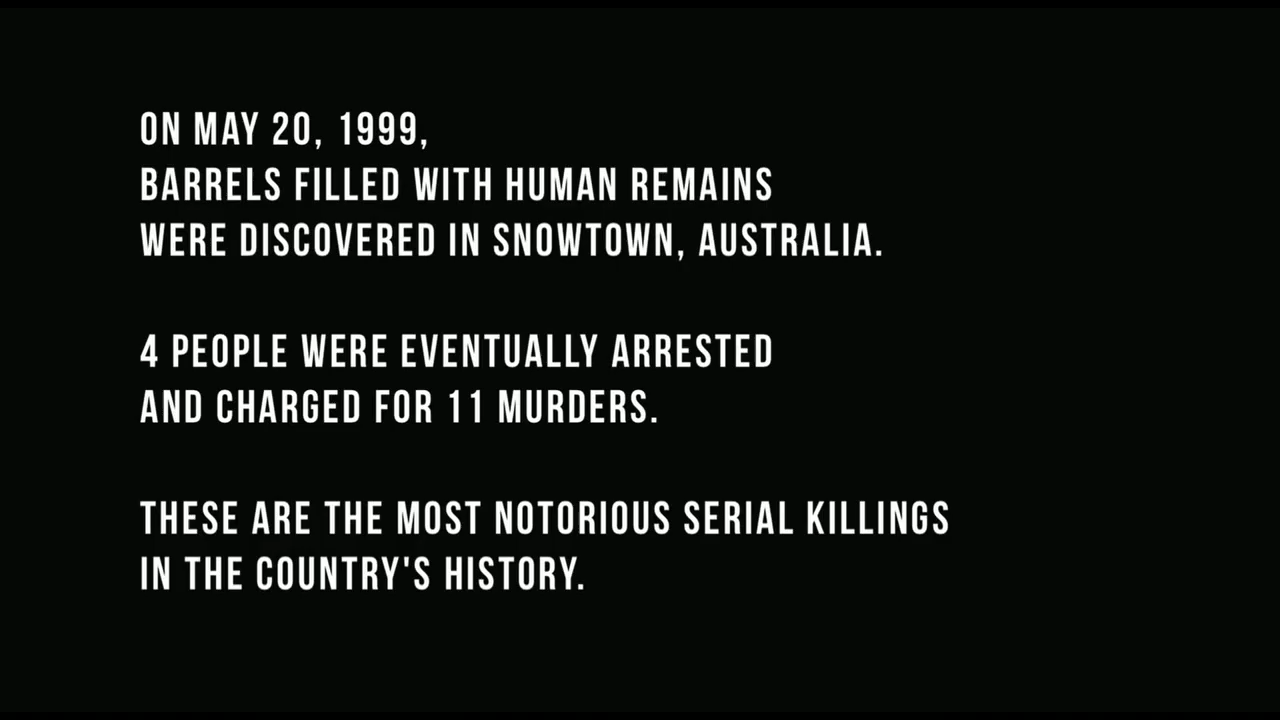 ON MAY 20, 1999,
BARRELS FILLED WITH HUMAN REMAINS
WERE DISCOVERED IN SNOWTOWN, AUSTRALIA.
4 PEOPLE WERE EVENTUALLY ARRESTED
AND CHARGED FOR 11 MURDERS.
THESE ARE THE MOST NOTORIOUS SERIAL KILLINGS
IN THE COUNTRY'S HISTORY.